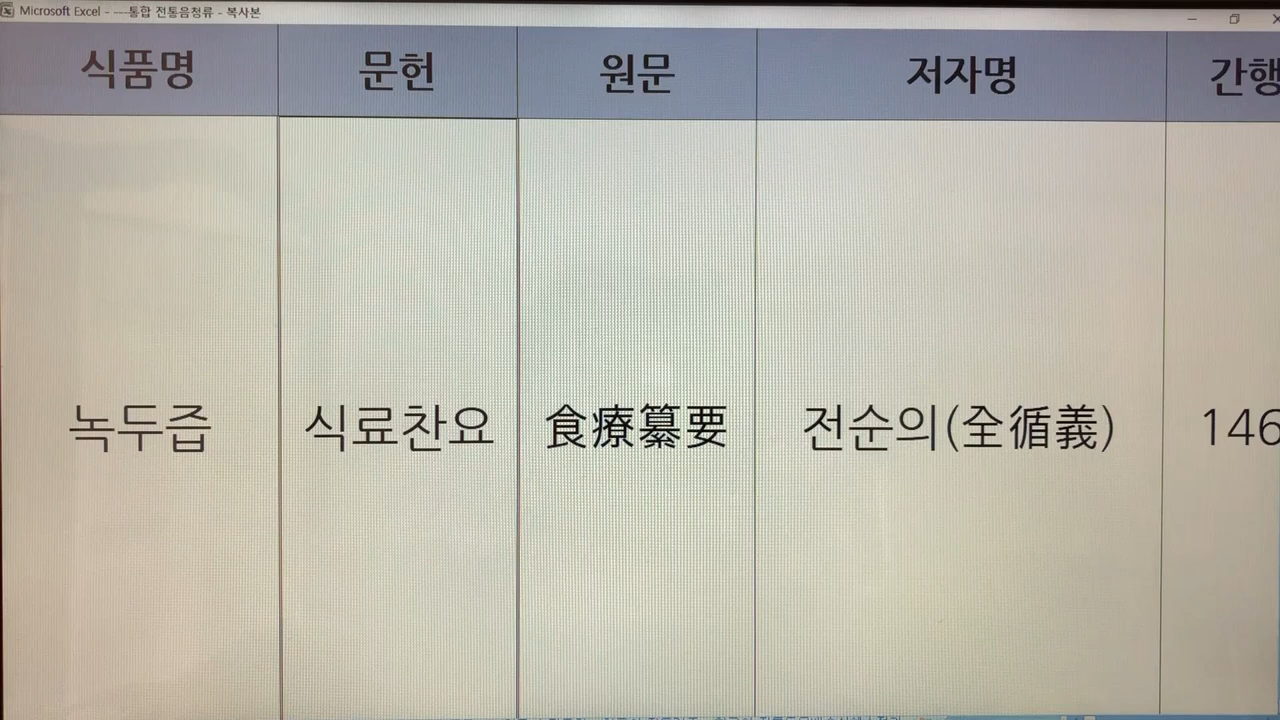 Microsoft Excel - ----통합 전통음청류 - 복사본
식품명 문헌 원문 저자명 간행
녹두즙 식료찬요 食療纂要 전순의(全循義) 146